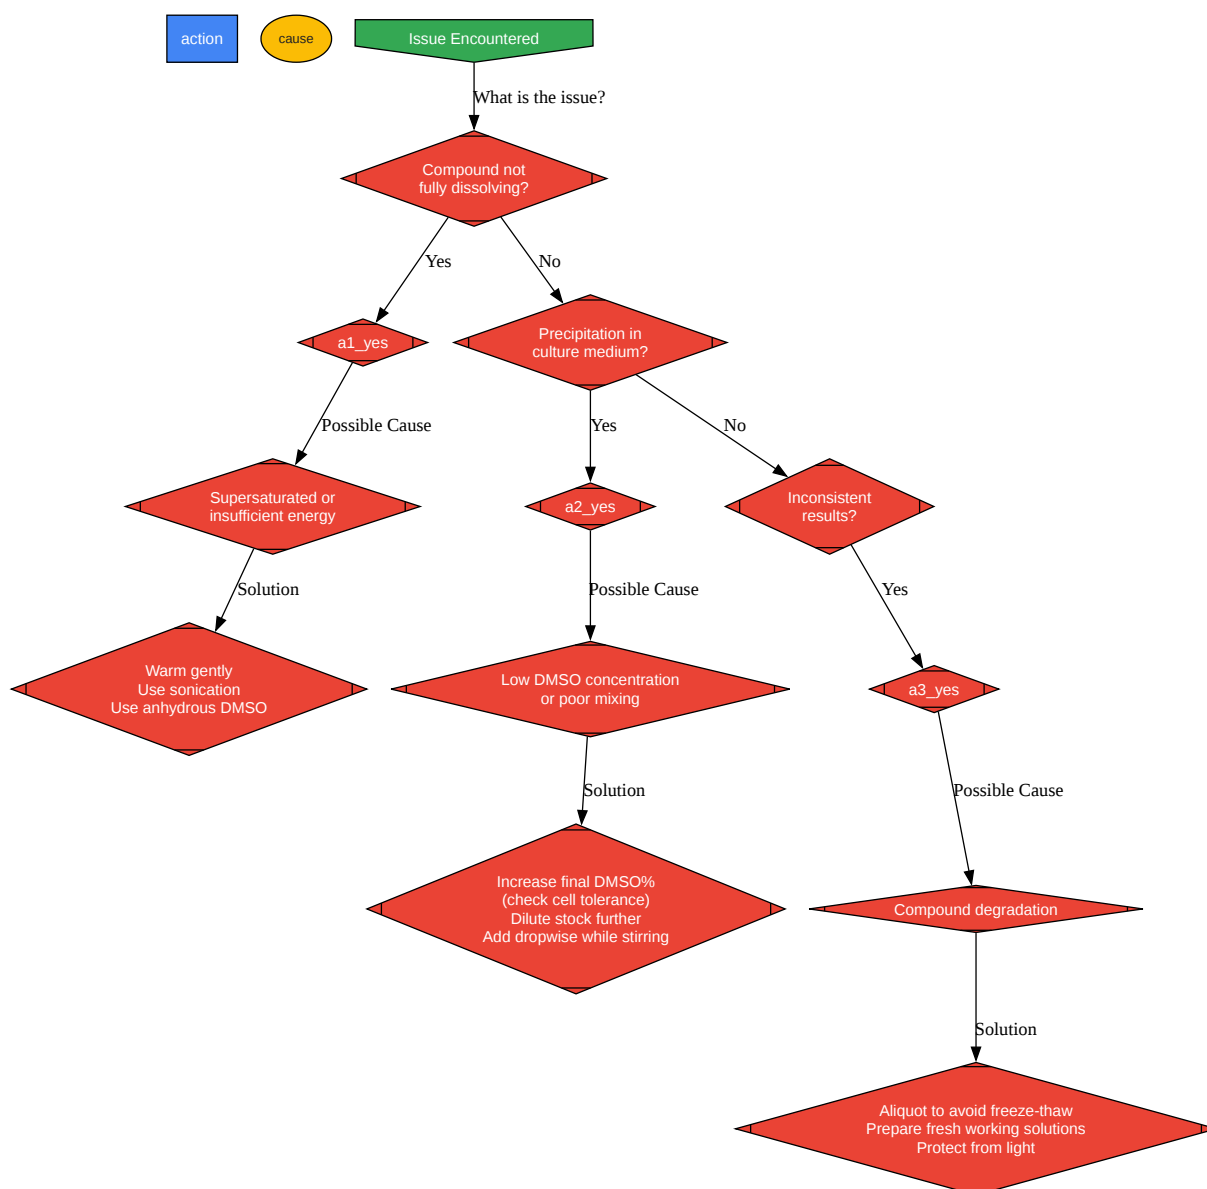 action
cause
Issue Encountered
What is the issue?
Compound not
fully dissolving?
Yes
No
a1_yes
Precipitation in
culture medium?
Possible Cause
Yes
No
Supersaturated or
insufficient energy
a2_yes
Inconsistent
results?
Solution
Possible Cause
Yes
Warm gently
Use sonication
Use anhydrous DMSO
Low DMSO concentration
or poor mixing
a3_yes
Solution
Possible Cause
Increase final DMSO%
(check cell tolerance)
Dilute stock further
Add dropwise while stirring
Compound degradation
Solution
Aliquot to avoid freeze-thaw
Prepare fresh working solutions
Protect from light